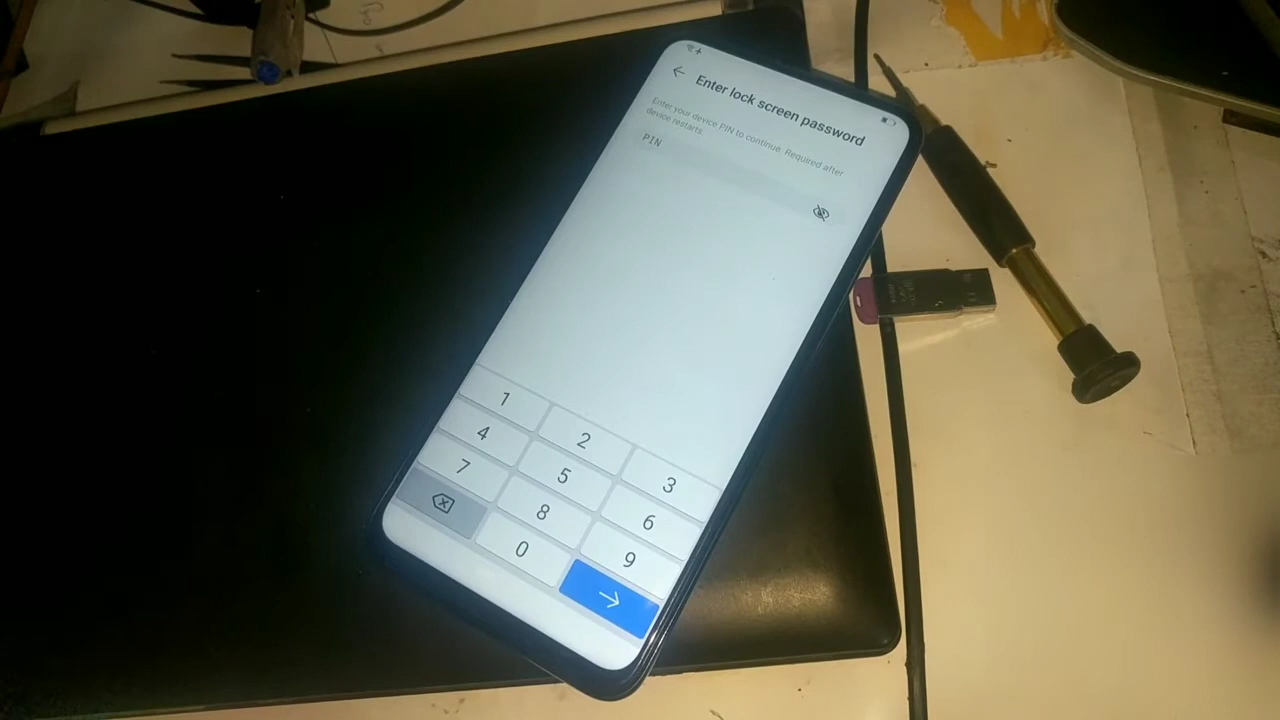 Enter lock screen password
Enter your device PIN to continue. Required after
device restarts.
PIN
1
2
3
4
5
6
7
8
9
0